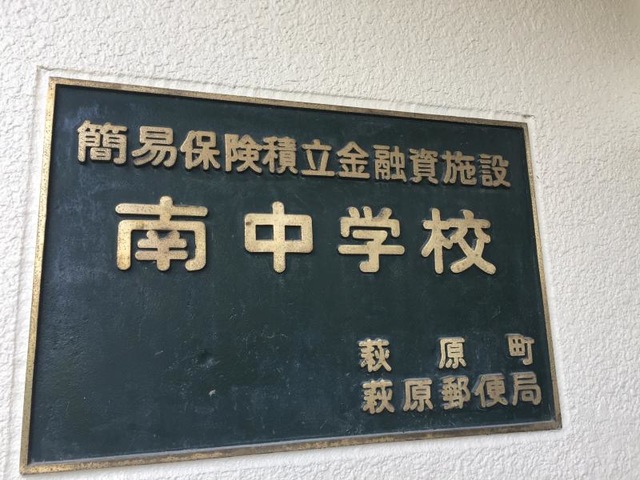 簡易保険積立金融資施設
南中学校
萩原町
萩原郵便局